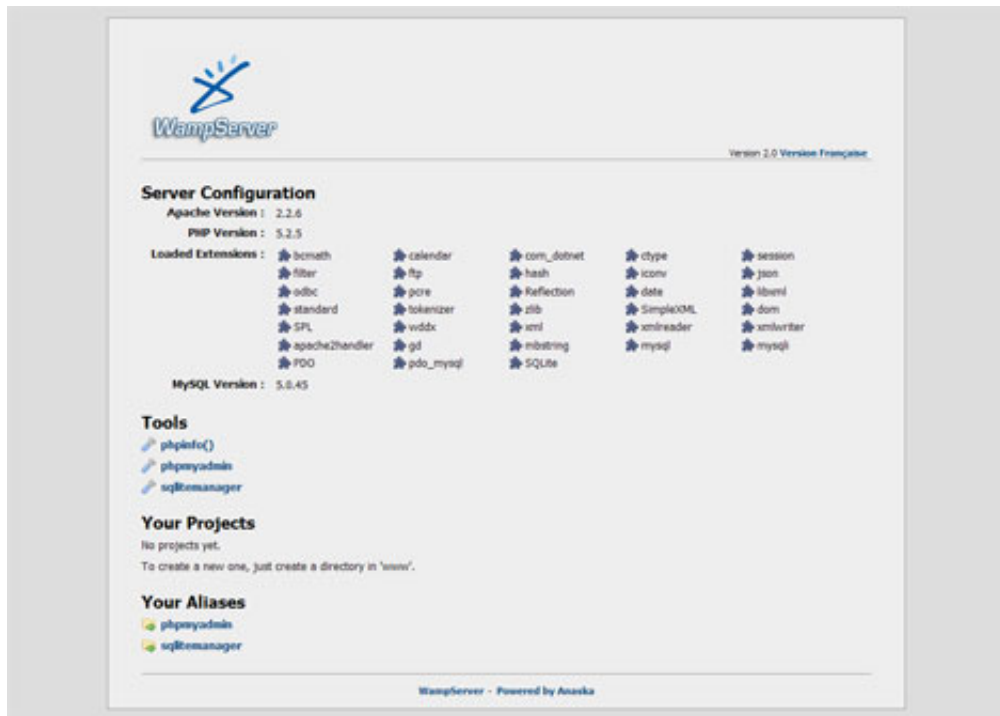 WampServer
Version 2.0 Version Française
Server Configuration
Apache Version : 2.2.6
PHP Version : 5.2.5
Loaded Extensions : bcmath calendar com_dotnet ctype session
filter ftp hash iconv json
odbc pcre Reflection date libxml
standard tokenizer zlib SimpleXML dom
SPL wddx xml xmlreader xmlwriter
apache2handler gd mbstring mysql mysqli
PDO pdo_mysql SQLite
MySQL Version : 5.0.45
Tools
phpinfo()
phpmyadmin
sqlitemanager
Your Projects
No projects yet.
To create a new one, just create a directory in 'www'.
Your Aliases
phpmyadmin
sqlitemanager
WampServer - Powered by Anaska